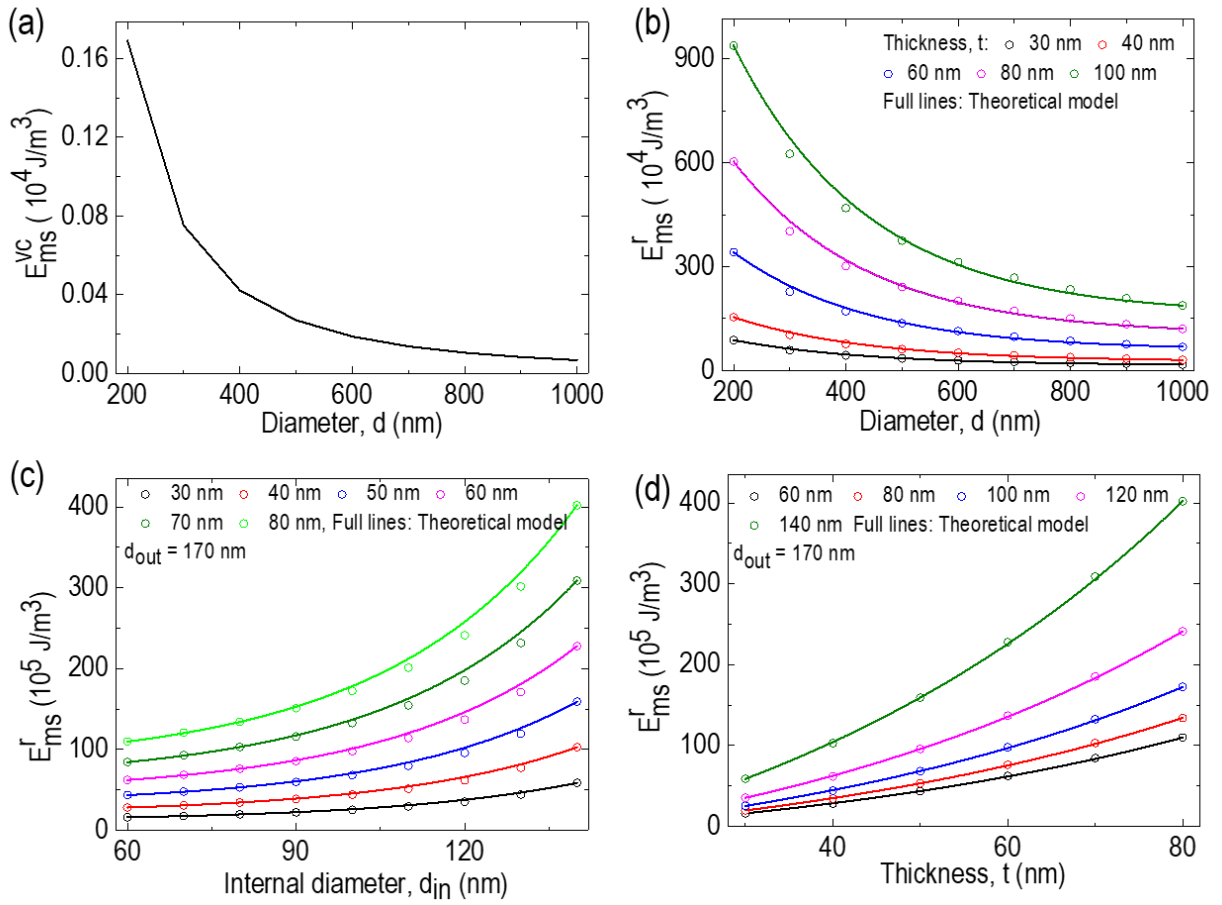 (a)
0.16
0.12
0.08
0.04
0.00
E^vc_ms ( 10^4 J/m^3)
200 400 600 800 1000
Diameter, d (nm)
(b)
900
600
300
0
E^r_ms ( 10^4 J/m^3)
Thickness, t: 30 nm 40 nm
60 nm 80 nm 100 nm
Full lines: Theoretical model
200 400 600 800 1000
Diameter, d (nm)
(c)
400
300
200
100
0
E^r_ms (10^5 J/m^3)
30 nm 40 nm 50 nm 60 nm
70 nm 80 nm, Full lines: Theoretical model
d_out = 170 nm
60 90 120
Internal diameter, d_in (nm)
(d)
400
300
200
100
0
E^r_ms (10^5 J/m^3)
60 nm 80 nm 100 nm 120 nm
140 nm Full lines: Theoretical model
d_out = 170 nm
40 60 80
Thickness, t (nm)